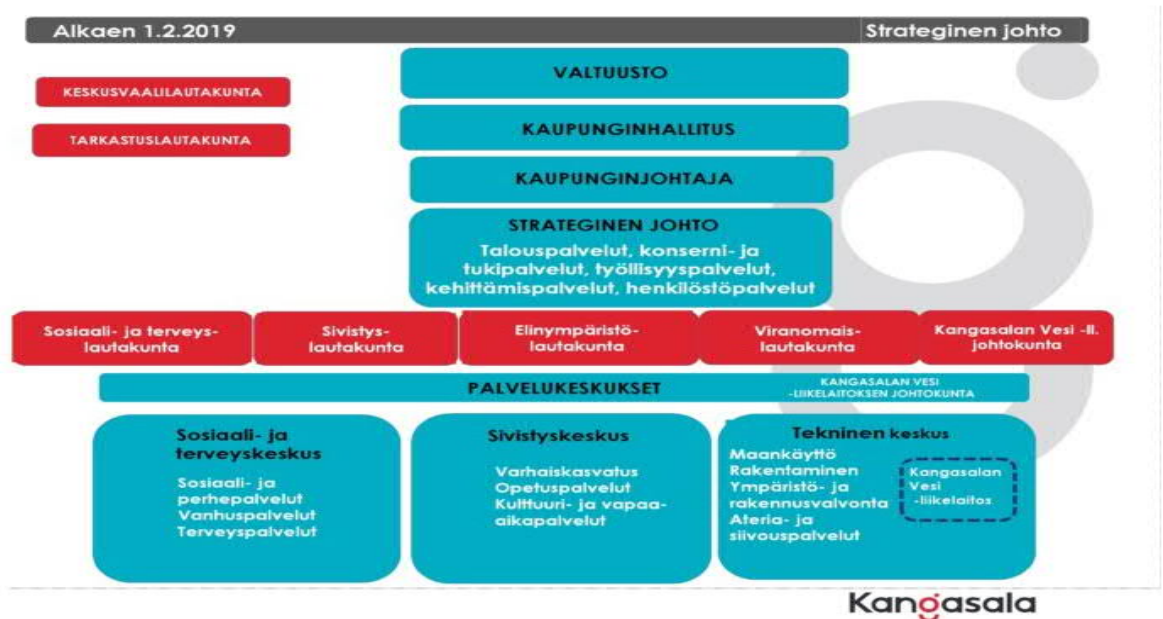 Alkaen 1.2.2019 Strateginen johto
KESKUSVAALILAUTAKUNTA
TARKASTUSLAUTAKUNTA
VALTUUSTO
KAUPUNGINHALLITUS
KAUPUNGINJOHTAJA
STRATEGINEN JOHTO
Talouspalvelut, konserni- ja
tukipalvelut, työllisyyspalvelut,
kehittämispalvelut, henkilöstöpalvelut
Sosiaali- ja terveys-
lautakunta
Sivistys-
lautakunta
Elinympäristö-
lautakunta
Viranomais-
lautakunta
Kangasalan Vesi -ll.
johtokunta
PALVELUKESKUKSET
KANGASALAN VESI
-LIIKELAITOKSEN JOHTOKUNTA
Sosiaali- ja
terveyskeskus
Sosiaali- ja
perhepalvelut
Vanhuspalvelut
Terveyspalvelut
Sivistyskeskus
Varhaiskasvatus
Opetuspalvelut
Kulttuuri- ja vapaa-
aikapalvelut
Tekninen keskus
Maankäyttö
Rakentaminen
Ympäristö- ja
rakennusvalvonta
Ateria- ja
siivouspalvelut
Kangasalan
Vesi
-liikelaitos
Kangasala